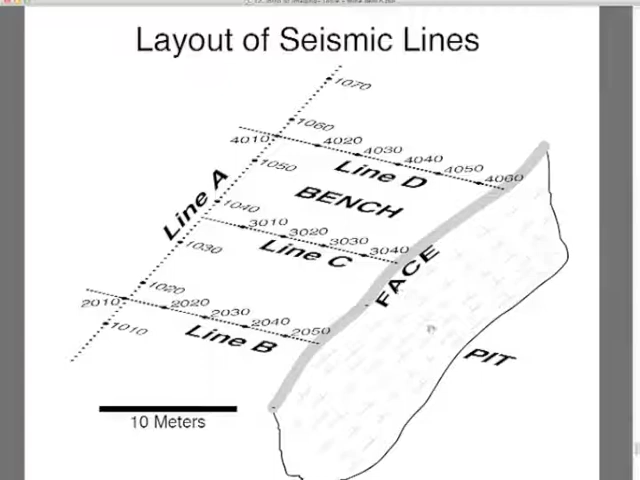 Layout of Seismic Lines
1070
1060
4010
4020
4030
4040
4050
4060
Line D
1050
BENCH
Line A
1040
3010
3020
3030
3040
Line C
1030
FACE
1020
2010
2020
2030
2040
2050
Line B
1010
PIT
10 Meters